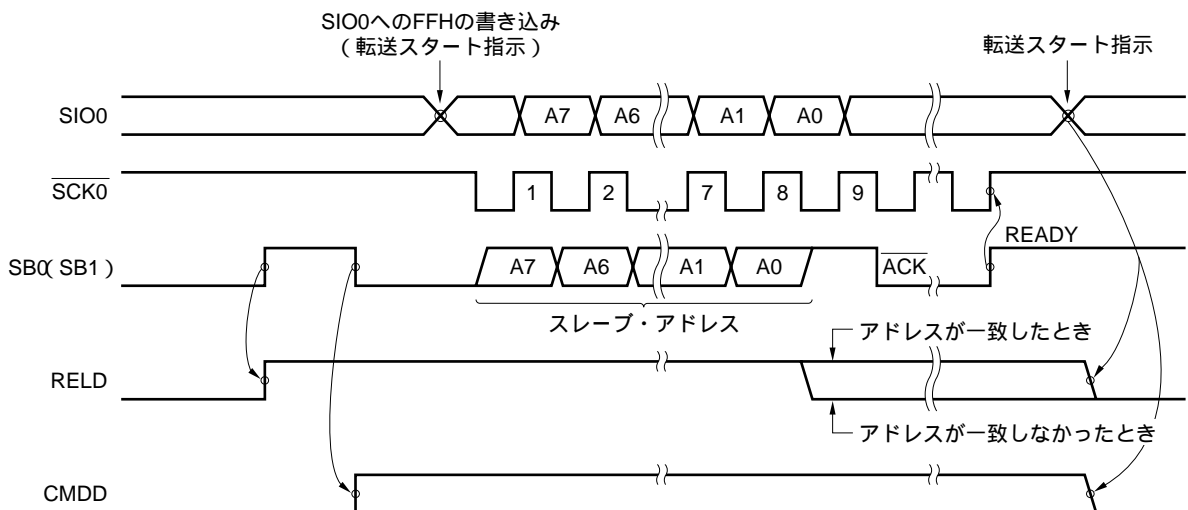 SIO0へのFFHの書き込み
（転送スタート指示）
転送スタート指示
SIO0
A7
A6
A1
A0
SCK0
1
2
7
8
9
READY
SB0（SB1）
A7
A6
A1
A0
ACK
スレーブ・アドレス
アドレスが一致したとき
RELD
アドレスが一致しなかったとき
CMDD